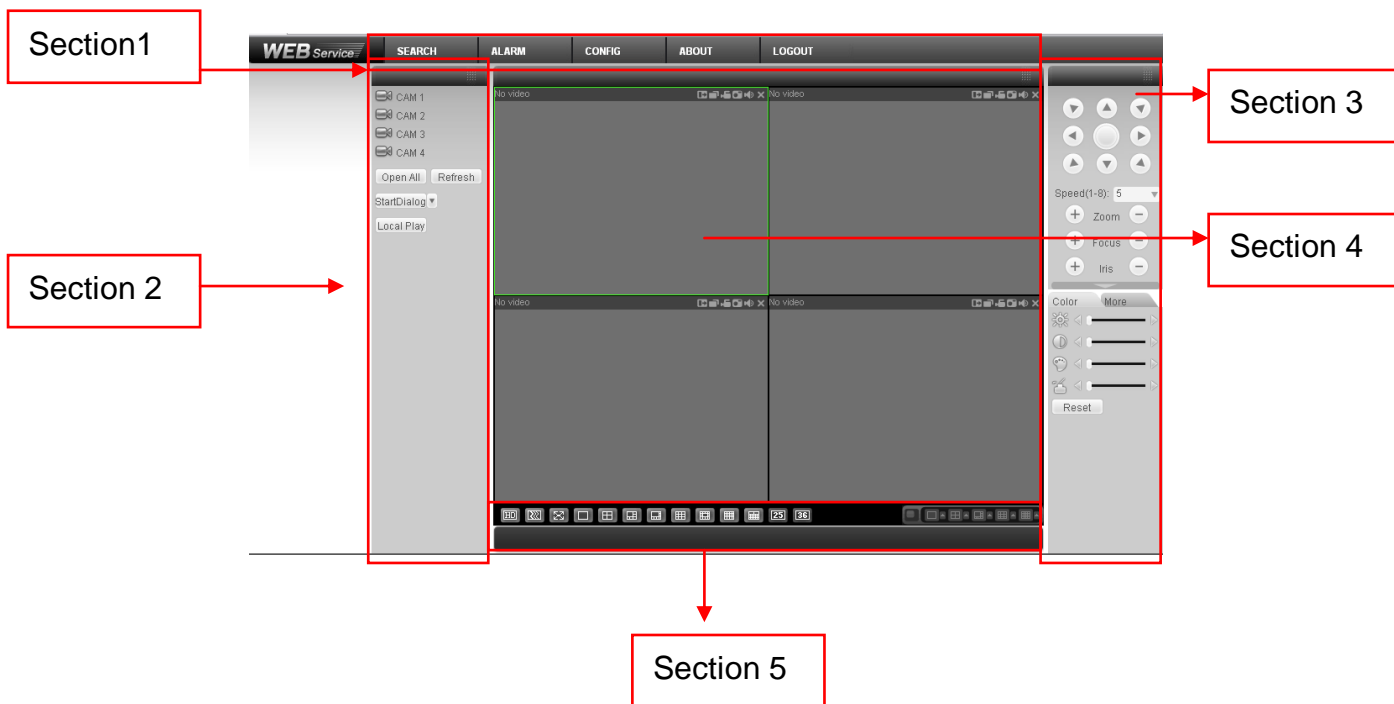 Section1
WEB Service
SEARCH
ALARM
CONFIG
ABOUT
LOGOUT
CAM 1
CAM 2
CAM 3
CAM 4
Open All
Refresh
StartDialog
Local Play
No video
No video
No video
No video
Speed(1-8): 5
Zoom
Focus
Iris
Color
More
Reset
HD
25
36
Section 2
Section 3
Section 4
Section 5